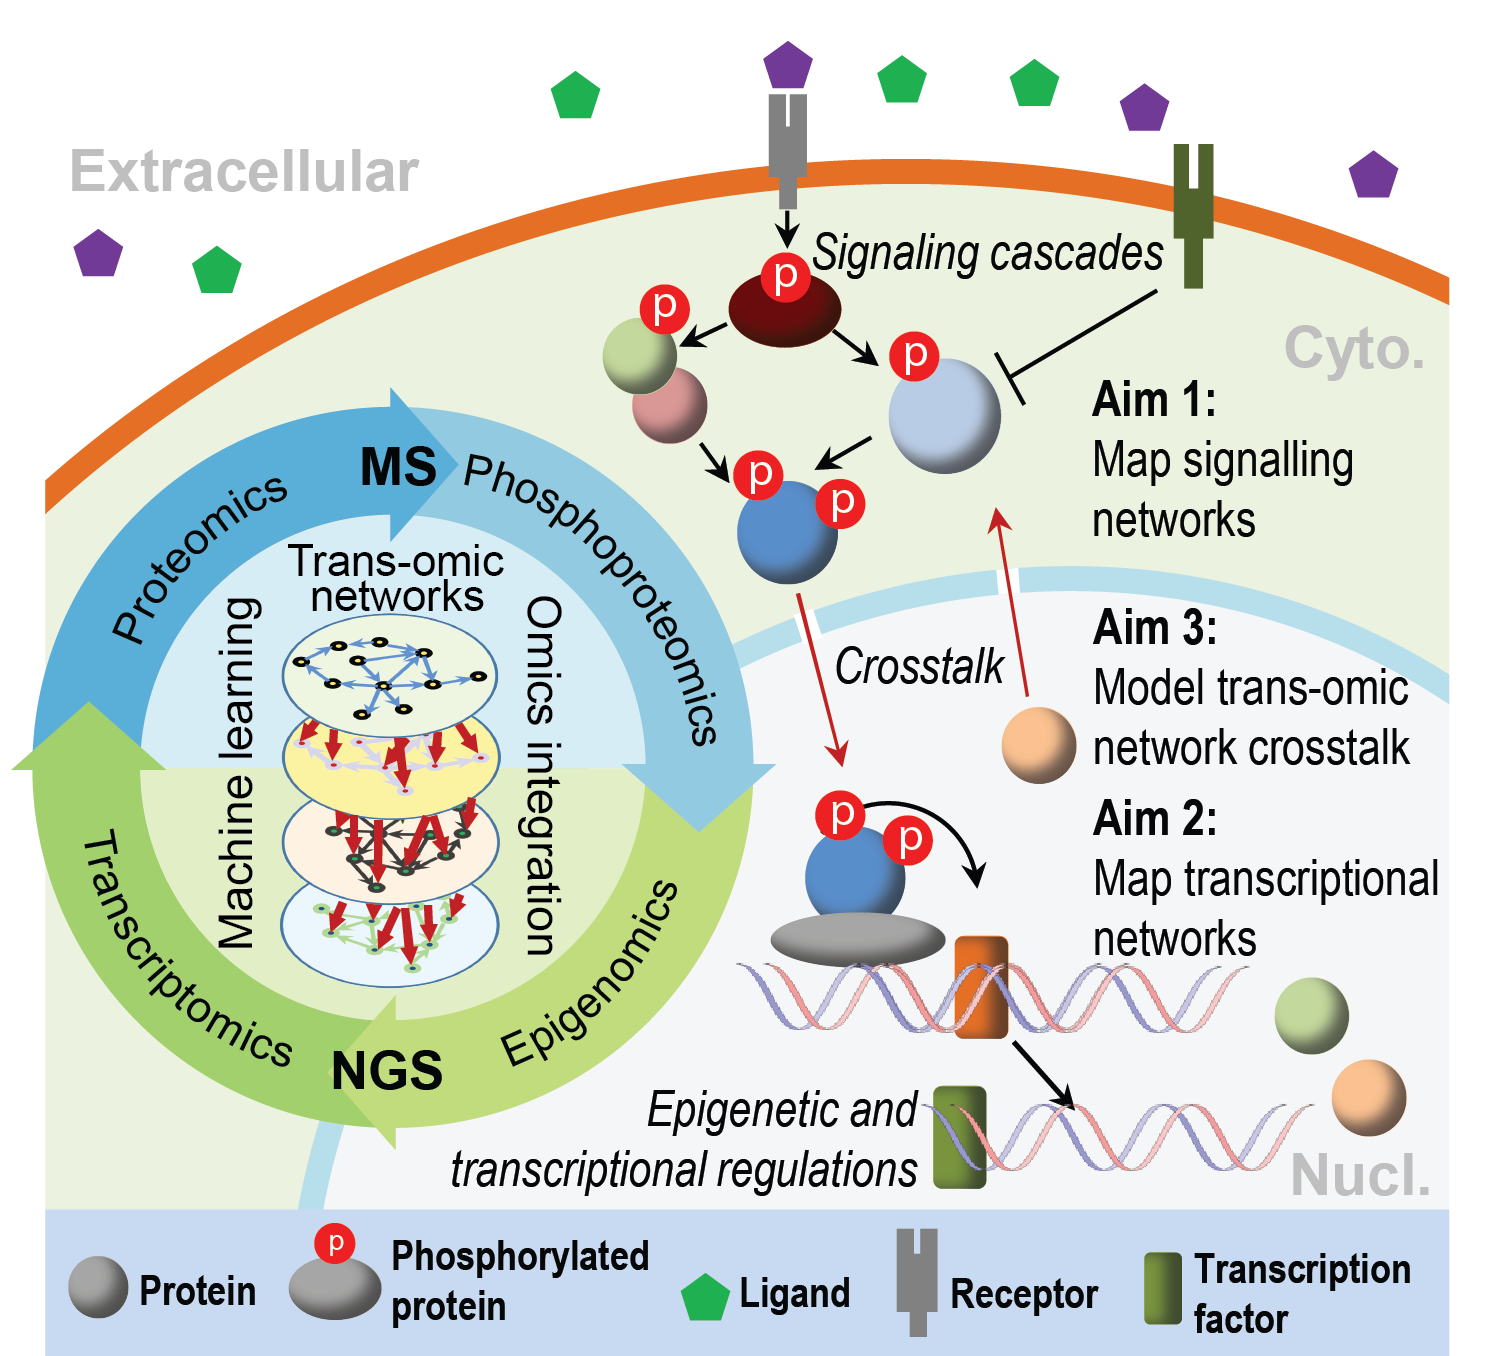 Extracellular
p
Signaling cascades
p
p
Cyto.
Aim 1:
Map signalling
networks
MS
Proteomics
Phosphoproteomics
p
p
Trans-omic
networks
Machine learning
Omics integration
Crosstalk
Aim 3:
Model trans-omic
network crosstalk
p
p
Aim 2:
Map transcriptional
networks
Transcriptomics
Epigenomics
NGS
Epigenetic and
transcriptional regulations
Nucl.
Protein
p
Phosphorylated
protein
Ligand
Receptor
Transcription
factor